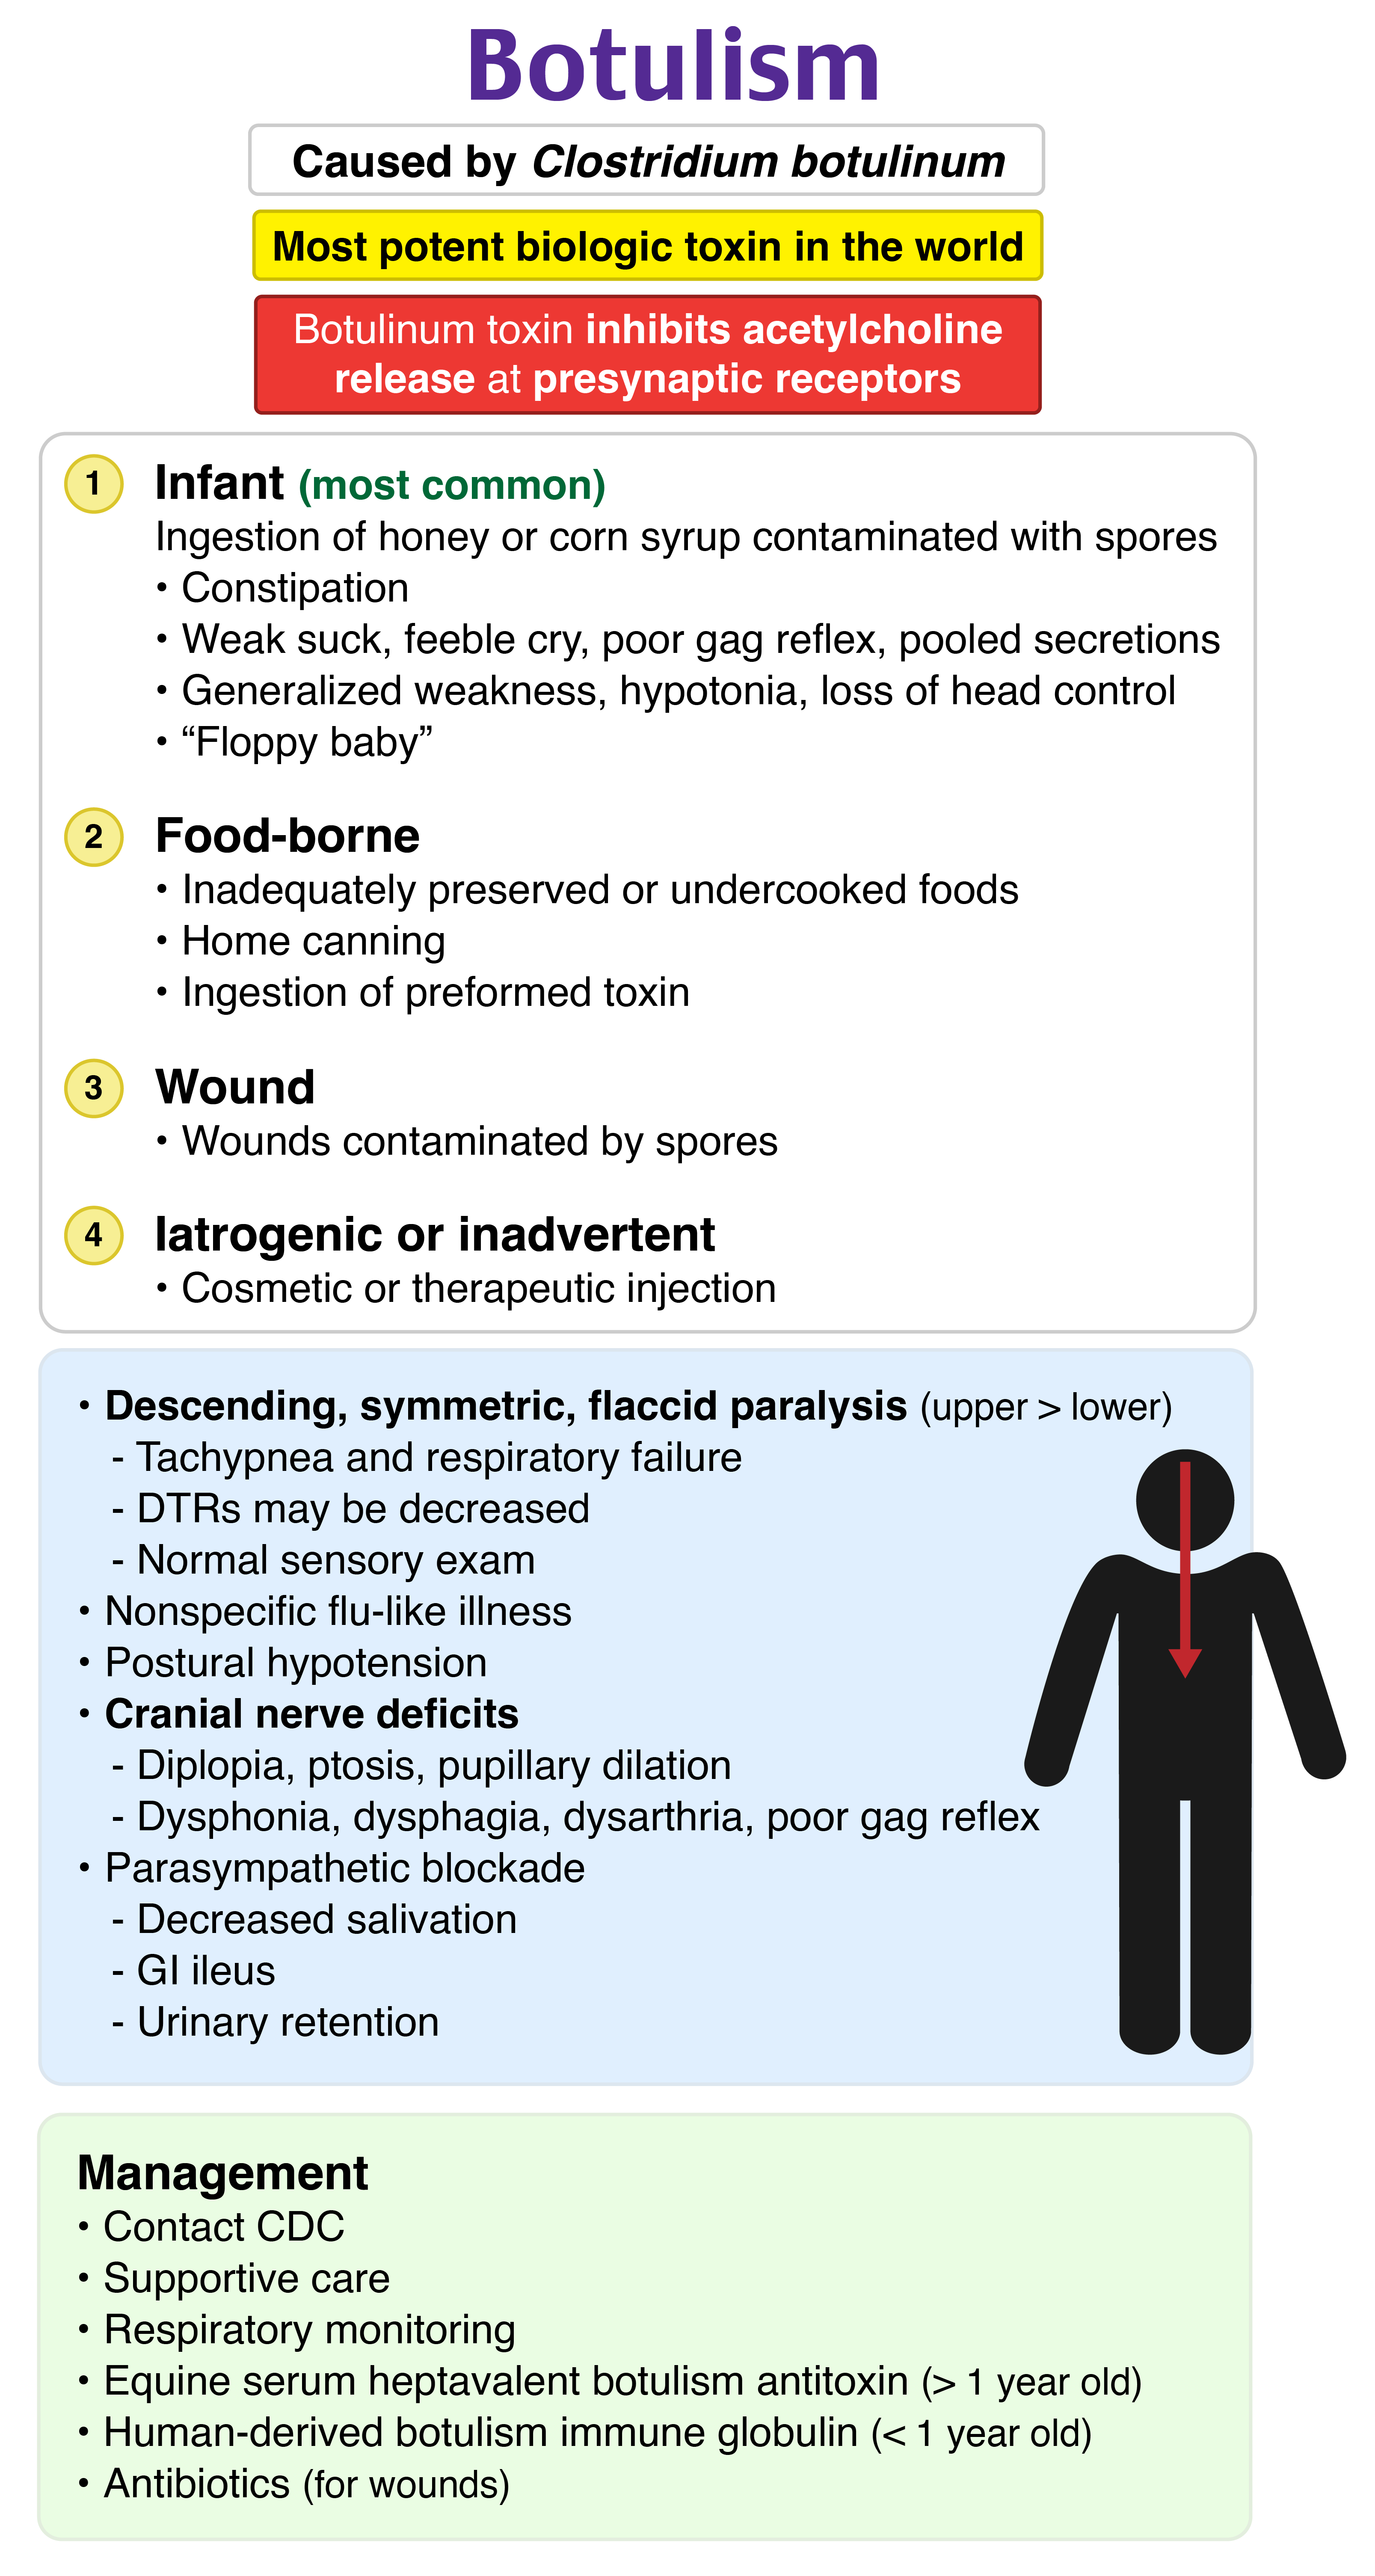 Botulism
Caused by Clostridium botulinum
Most potent biologic toxin in the world
Botulinum toxin inhibits acetylcholine
release at presynaptic receptors
1 Infant (most common)
Ingestion of honey or corn syrup contaminated with spores
• Constipation
• Weak suck, feeble cry, poor gag reflex, pooled secretions
• Generalized weakness, hypotonia, loss of head control
• “Floppy baby”
2 Food-borne
• Inadequately preserved or undercooked foods
• Home canning
• Ingestion of preformed toxin
3 Wound
• Wounds contaminated by spores
4 Iatrogenic or inadvertent
• Cosmetic or therapeutic injection
• Descending, symmetric, flaccid paralysis (upper > lower)
- Tachypnea and respiratory failure
- DTRs may be decreased
- Normal sensory exam
• Nonspecific flu-like illness
• Postural hypotension
• Cranial nerve deficits
- Diplopia, ptosis, pupillary dilation
- Dysphonia, dysphagia, dysarthria, poor gag reflex
• Parasympathetic blockade
- Decreased salivation
- GI ileus
- Urinary retention
Management
• Contact CDC
• Supportive care
• Respiratory monitoring
• Equine serum heptavalent botulism antitoxin (> 1 year old)
• Human-derived botulism immune globulin (< 1 year old)
• Antibiotics (for wounds)